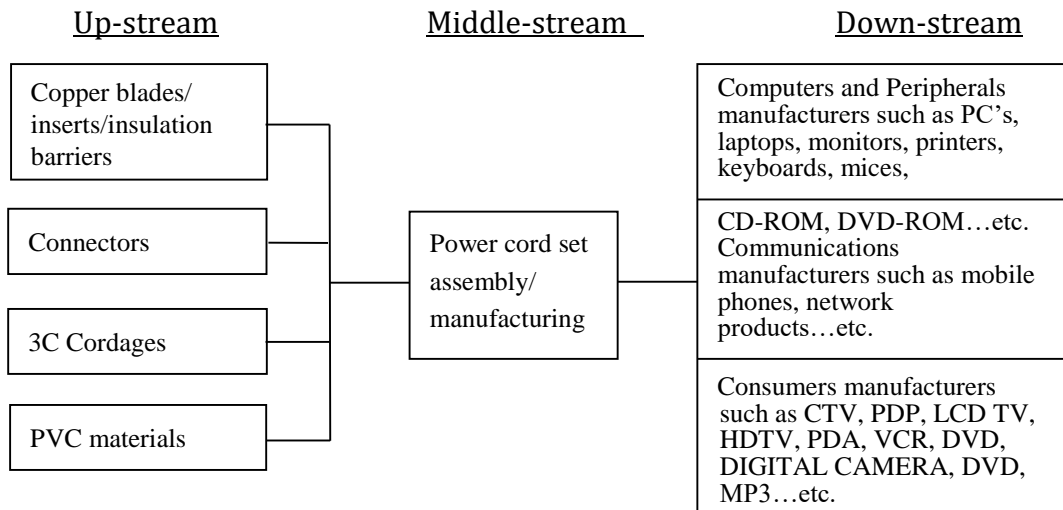 Up-stream
Middle-stream
Down-stream
Copper blades/
inserts/insulation
barriers
Connectors
3C Cordages
PVC materials
Power cord set
assembly/
manufacturing
Computers and Peripherals
manufacturers such as PC’s,
laptops, monitors, printers,
keyboards, mices,
CD-ROM, DVD-ROM…etc.
Communications
manufacturers such as mobile
phones, network
products…etc.
Consumers manufacturers
such as CTV, PDP, LCD TV,
HDTV, PDA, VCR, DVD,
DIGITAL CAMERA, DVD,
MP3…etc.